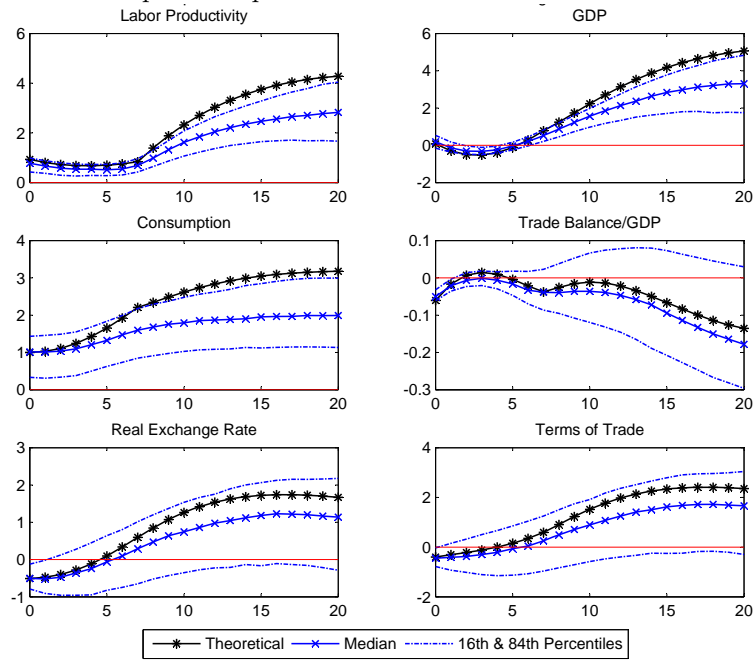 Labor Productivity
6
4
2
0
0 5 10 15 20
GDP
6
4
2
0
-2
0 5 10 15 20
Consumption
4
3
2
1
0
0 5 10 15 20
Trade Balance/GDP
0.1
0
-0.1
-0.2
-0.3
0 5 10 15 20
Real Exchange Rate
3
2
1
0
-1
0 5 10 15 20
Terms of Trade
4
2
0
-2
0 5 10 15 20
Theoretical Median 16th & 84th Percentiles